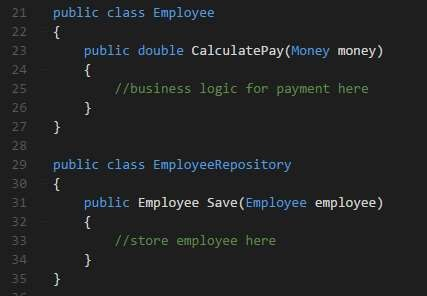 21 public class Employee
22 {
23     public double CalculatePay(Money money)
24     {
25         //business logic for payment here
26     }
27 }
28
29 public class EmployeeRepository
30 {
31     public Employee Save(Employee employee)
32     {
33         //store employee here
34     }
35 }